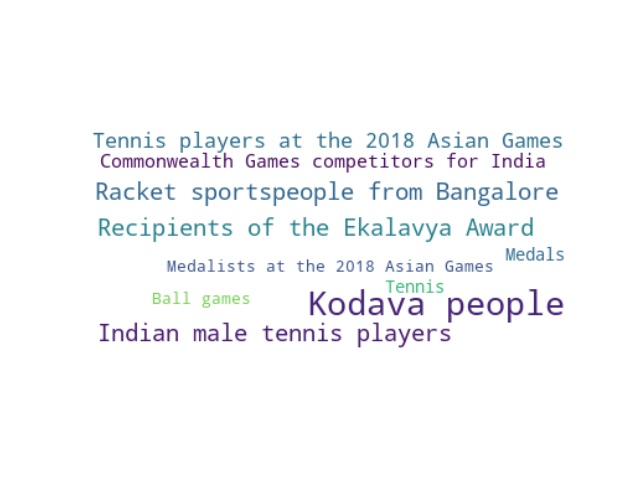 Tennis players at the 2018 Asian Games
Commonwealth Games competitors for India
Racket sportspeople from Bangalore
Recipients of the Ekalavya Award
Medals
Medalists at the 2018 Asian Games
Tennis
Ball games
Kodava people
Indian male tennis players